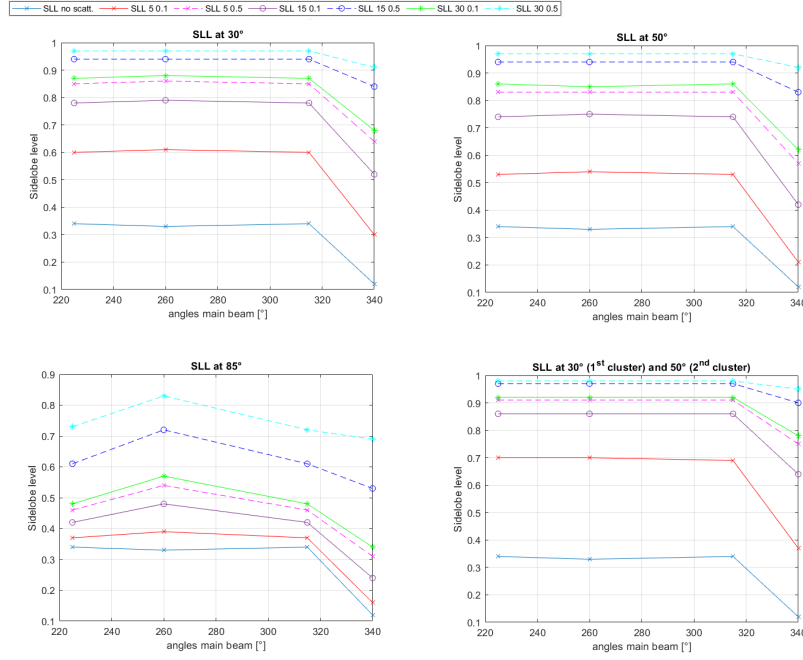 SLL no scatt. SLL 5 0.1 SLL 5 0.5 SLL 15 0.1 SLL 15 0.5 SLL 30 0.1 SLL 30 0.5
SLL at 30°
Sidelobe level
1
0.9
0.8
0.7
0.6
0.5
0.4
0.3
0.2
0.1
220 240 260 280 300 320 340
angles main beam [°]
SLL at 50°
Sidelobe level
1
0.9
0.8
0.7
0.6
0.5
0.4
0.3
0.2
0.1
220 240 260 280 300 320 340
angles main beam [°]
SLL at 85°
Sidelobe level
0.9
0.8
0.7
0.6
0.5
0.4
0.3
0.2
0.1
220 240 260 280 300 320 340
angles main beam [°]
SLL at 30° (1st cluster) and 50° (2nd cluster)
Sidelobe level
1
0.9
0.8
0.7
0.6
0.5
0.4
0.3
0.2
0.1
220 240 260 280 300 320 340
angles main beam [°]